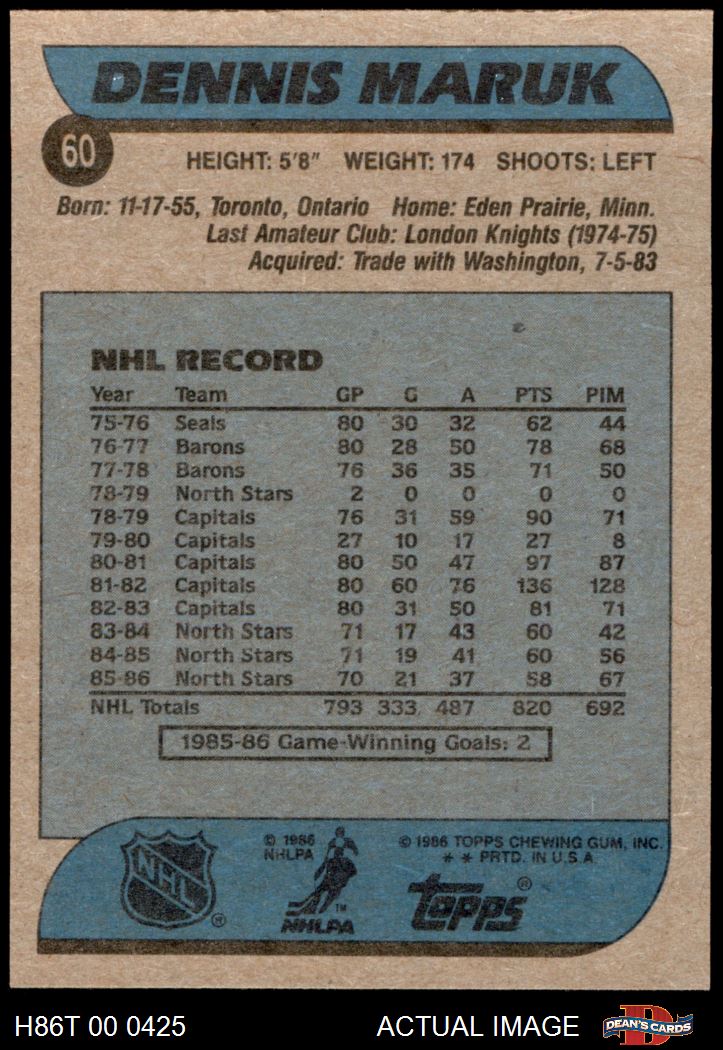 DENNIS MARUK
60
HEIGHT: 5'8" WEIGHT: 174 SHOOTS: LEFT
Born: 11-17-55, Toronto, Ontario Home: Eden Prairie, Minn.
Last Amateur Club: London Knights (1974-75)
Acquired: Trade with Washington, 7-5-83
NHL RECORD
Year Team GP G A PTS PIM
75-76 Seals 80 30 32 62 44
76-77 Barons 80 28 50 78 68
77-78 Barons 76 36 35 71 50
78-79 North Stars 2 0 0 0 0
78-79 Capitals 76 31 59 90 71
79-80 Capitals 27 10 17 27 8
80-81 Capitals 80 50 47 97 87
81-82 Capitals 80 60 76 136 128
82-83 Capitals 80 31 50 81 71
83-84 North Stars 71 17 43 60 42
84-85 North Stars 71 19 41 60 56
85-86 North Stars 70 21 37 58 67
NHL Totals 793 333 487 820 692
1985-86 Game-Winning Goals: 2
NHL ®
© 1986
NHLPA
™
NHLPA
© 1986 TOPPS CHEWING GUM, INC.
* * PRTD. IN U.S.A.
topps ®
H86T 00 0425 ACTUAL IMAGE D DEAN'S CARDS